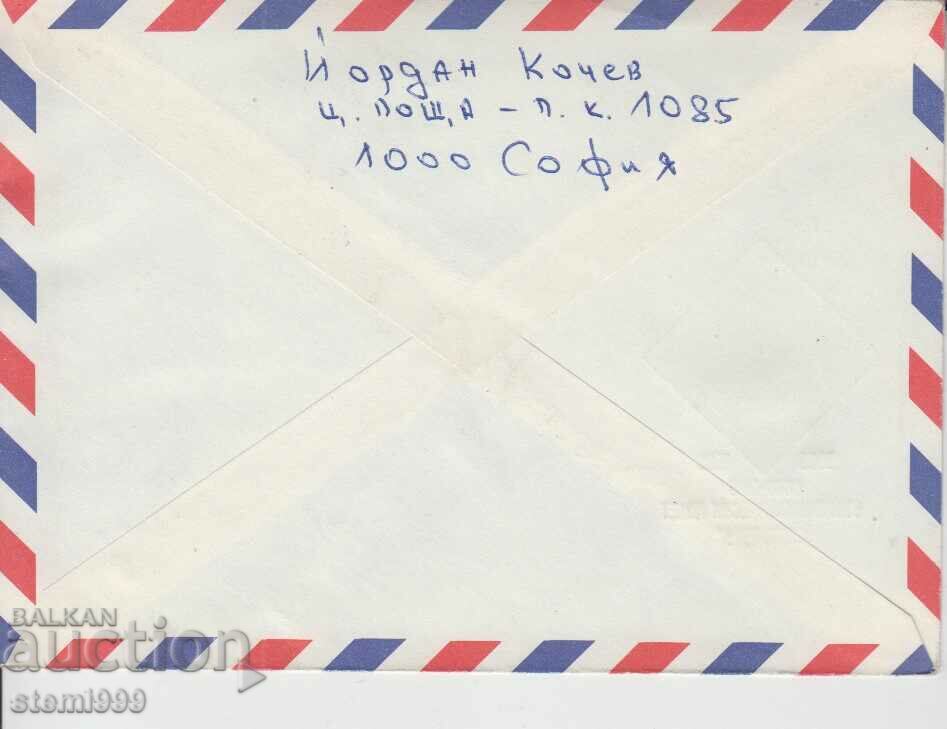 Йордан Кочев
ц. поща - п. к. 1085
1000 София
BALKAN
auction
stemi999